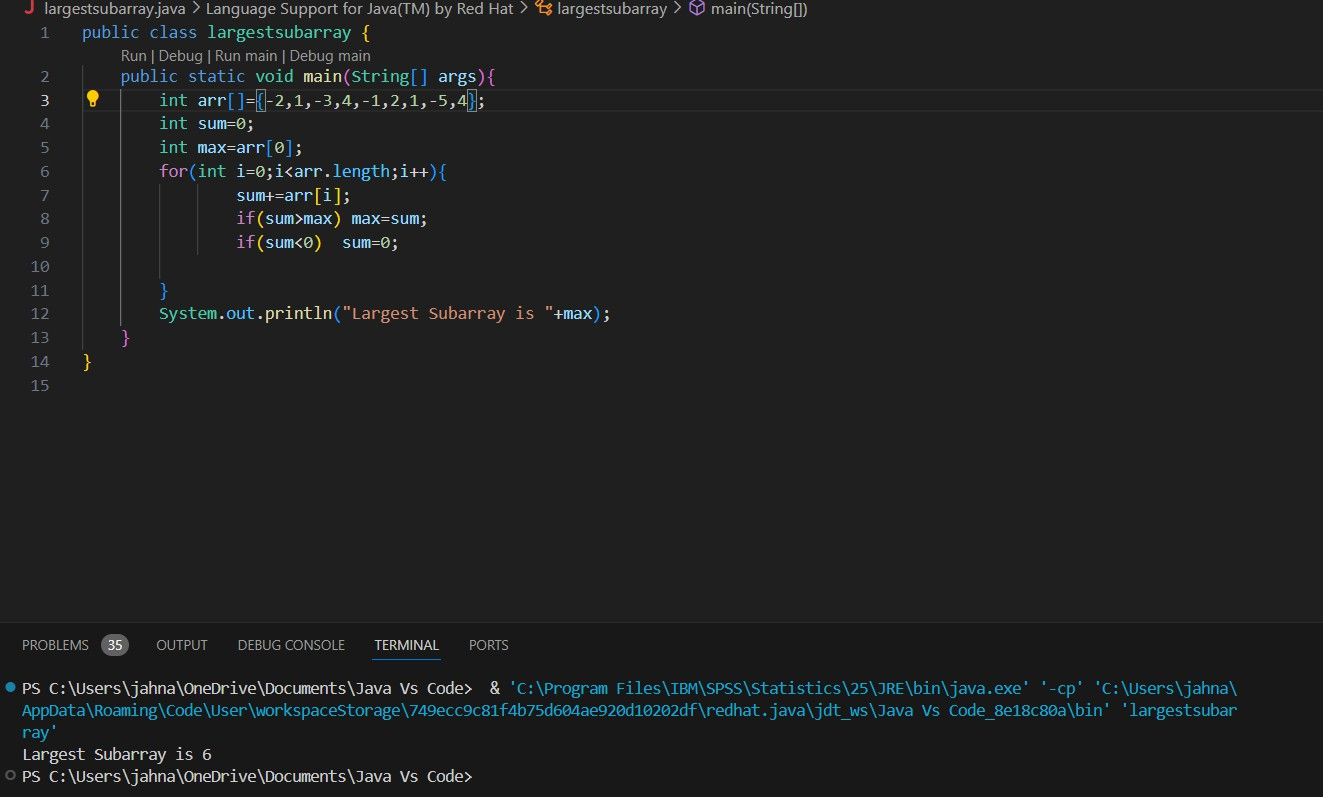 largestsubarray.java > Language Support for Java(TM) by Red Hat > largestsubarray > main(String[])
1 public class largestsubarray {
Run | Debug | Run main | Debug main
2 public static void main(String[] args){
3 int arr[]={-2,1,-3,4,-1,2,1,-5,4};
4 int sum=0;
5 int max=arr[0];
6 for(int i=0;i<arr.length;i++){
7 sum+=arr[i];
8 if(sum>max) max=sum;
9 if(sum<0)  sum=0;
10
11 }
12 System.out.println("Largest Subarray is "+max);
13 }
14 }
15
PROBLEMS 35 OUTPUT DEBUG CONSOLE TERMINAL PORTS
PS C:\Users\jahna\OneDrive\Documents\Java Vs Code>  & 'C:\Program Files\IBM\SPSS\Statistics\25\JRE\bin\java.exe' '-cp' 'C:\Users\jahna\
AppData\Roaming\Code\User\workspaceStorage\749ecc9c81f4b75d604ae920d10202df\redhat.java\jdt_ws\Java Vs Code_8e18c80a\bin' 'largestsubar
ray'
Largest Subarray is 6
PS C:\Users\jahna\OneDrive\Documents\Java Vs Code>